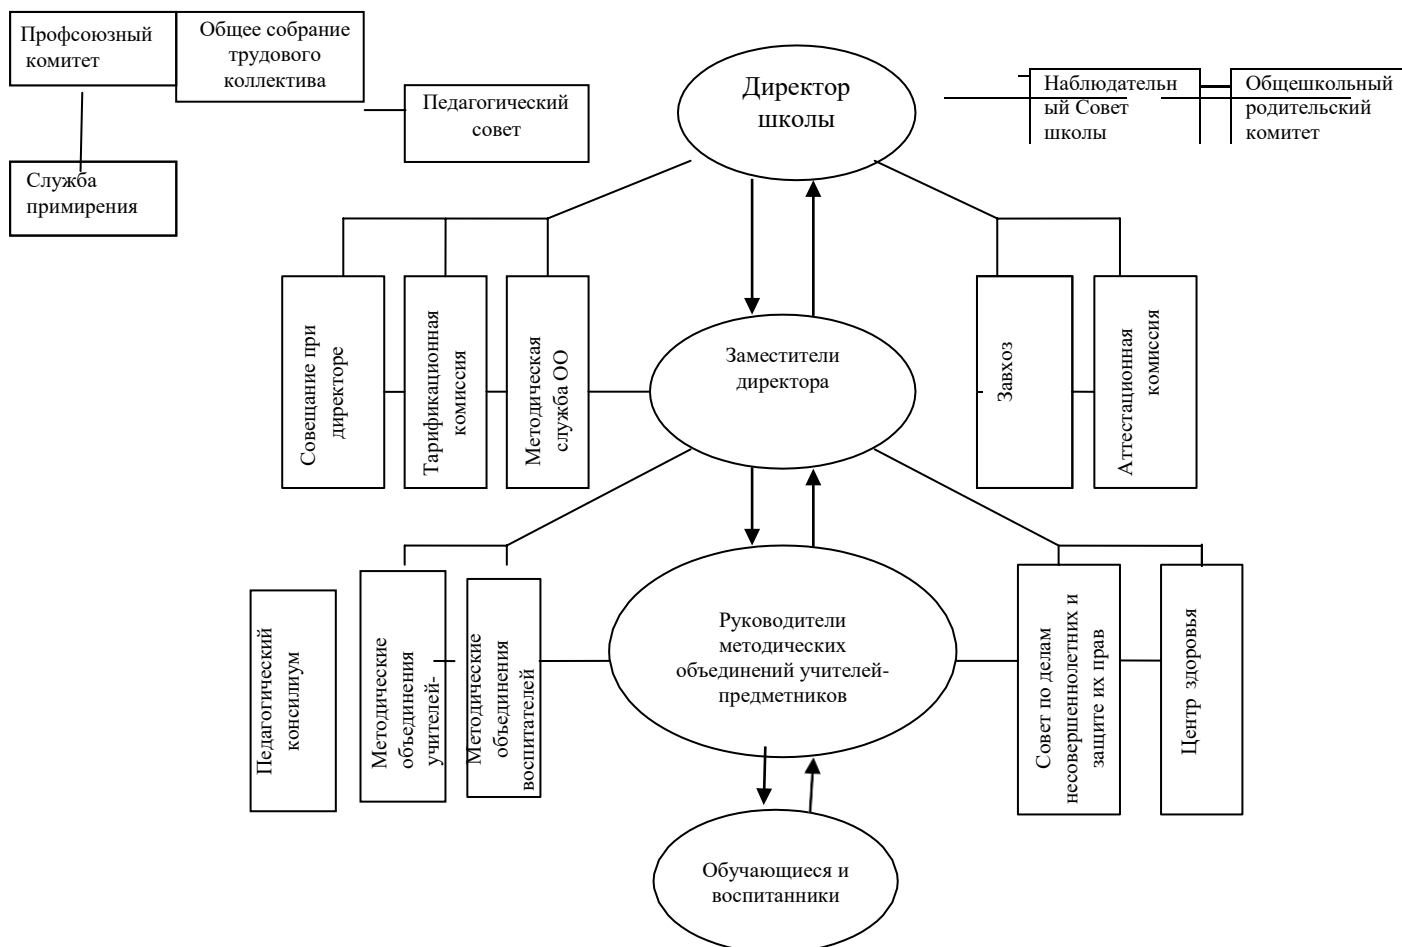 Профсоюзный
комитет
Общее собрание
трудового
коллектива
Педагогический
совет
Директор
школы
Наблюдательн
ый Совет
школы
Общешкольный
родительский
комитет
Служба
примирения
Совещание при
директоре
Тарификационная
комиссия
Методическая
служба ОО
Заместители
директора
Завхоз
Аттестационная
комиссия
Педагогический
консилиум
Методические
объединения
учителей-
Методические
объединения
воспитателей
Руководители
методических
объединений учителей-
предметников
Совет по делам
несовершеннолетних и
защите их прав
Центр здоровья
Обучающиеся и
воспитанники